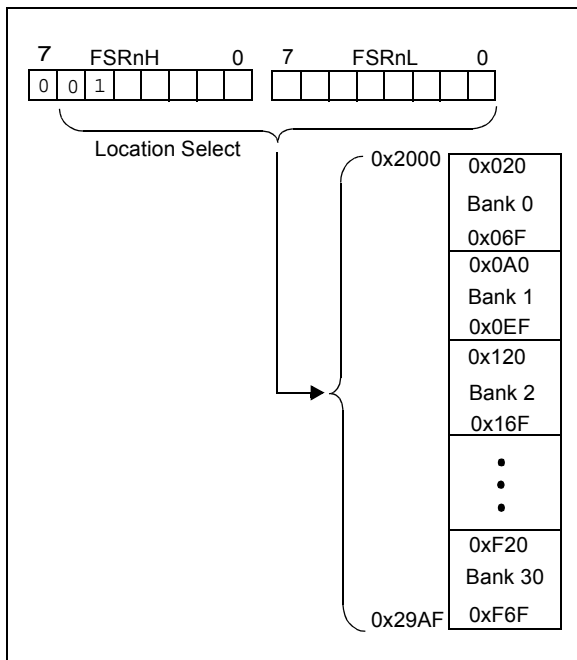 7 FSRnH 0 7 FSRnL 0
0 0 1
Location Select
0x2000
0x020
Bank 0
0x06F
0x0A0
Bank 1
0x0EF
0x120
Bank 2
0x16F
0xF20
Bank 30
0xF6F
0x29AF